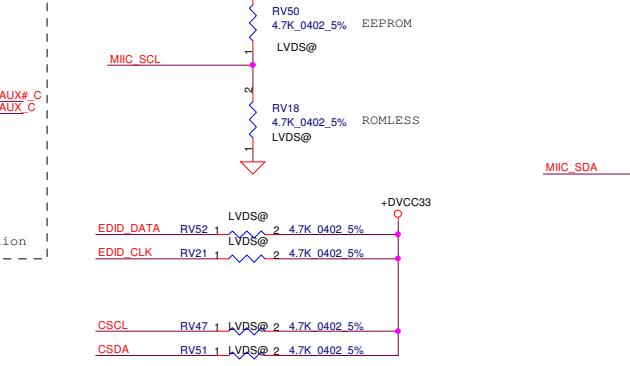 RV50
4.7K_0402_5% EEPROM
1 LVDS@
MIIC_SCL
2
AUX#_C
AUX_C
RV18
4.7K_0402_5% ROMLESS
LVDS@
1
MIIC_SDA
+DVCC33
LVDS@
EDID_DATA RV52 1 2 4.7K_0402_5%
LVDS@
EDID_CLK RV21 1 2 4.7K_0402_5%
ion
CSCL RV47 1 LVDS@ 2 4.7K_0402_5%
CSDA RV51 1 LVDS@ 2 4.7K_0402_5%